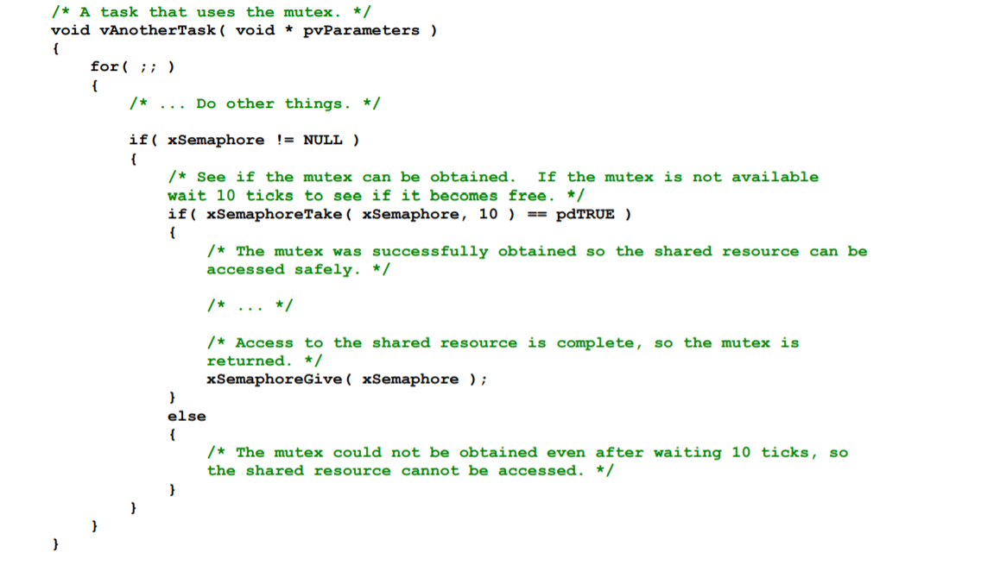 /* A task that uses the mutex. */
void vAnotherTask( void * pvParameters )
{
for( ;; )
{
/* ... Do other things. */
if( xSemaphore != NULL )
{
/* See if the mutex can be obtained.  If the mutex is not available
wait 10 ticks to see if it becomes free. */
if( xSemaphoreTake( xSemaphore, 10 ) == pdTRUE )
{
/* The mutex was successfully obtained so the shared resource can be
accessed safely. */
/* ... */
/* Access to the shared resource is complete, so the mutex is
returned. */
xSemaphoreGive( xSemaphore );
}
else
{
/* The mutex could not be obtained even after waiting 10 ticks, so
the shared resource cannot be accessed. */
}
}
}
}